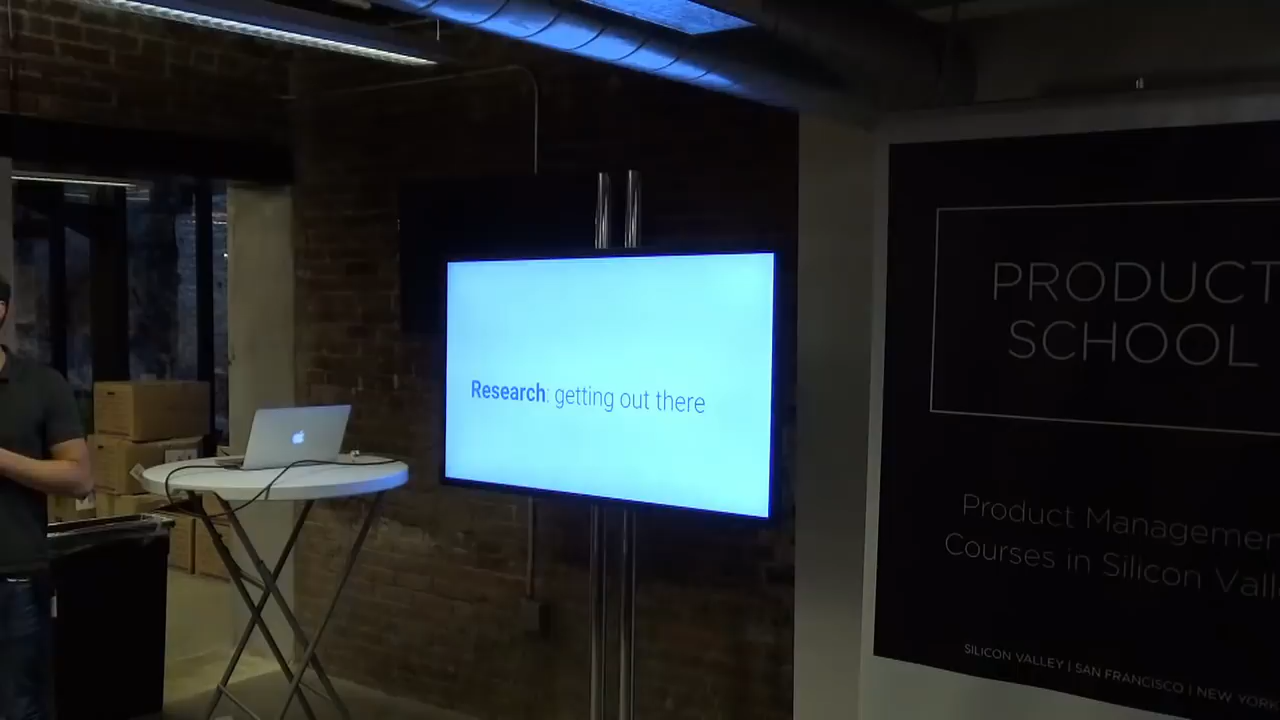 Research: getting out there
PRODUCT
SCHOOL
Product Managemen
Courses in Silicon Vall
SILICON VALLEY | SAN FRANCISCO | NEW YORK